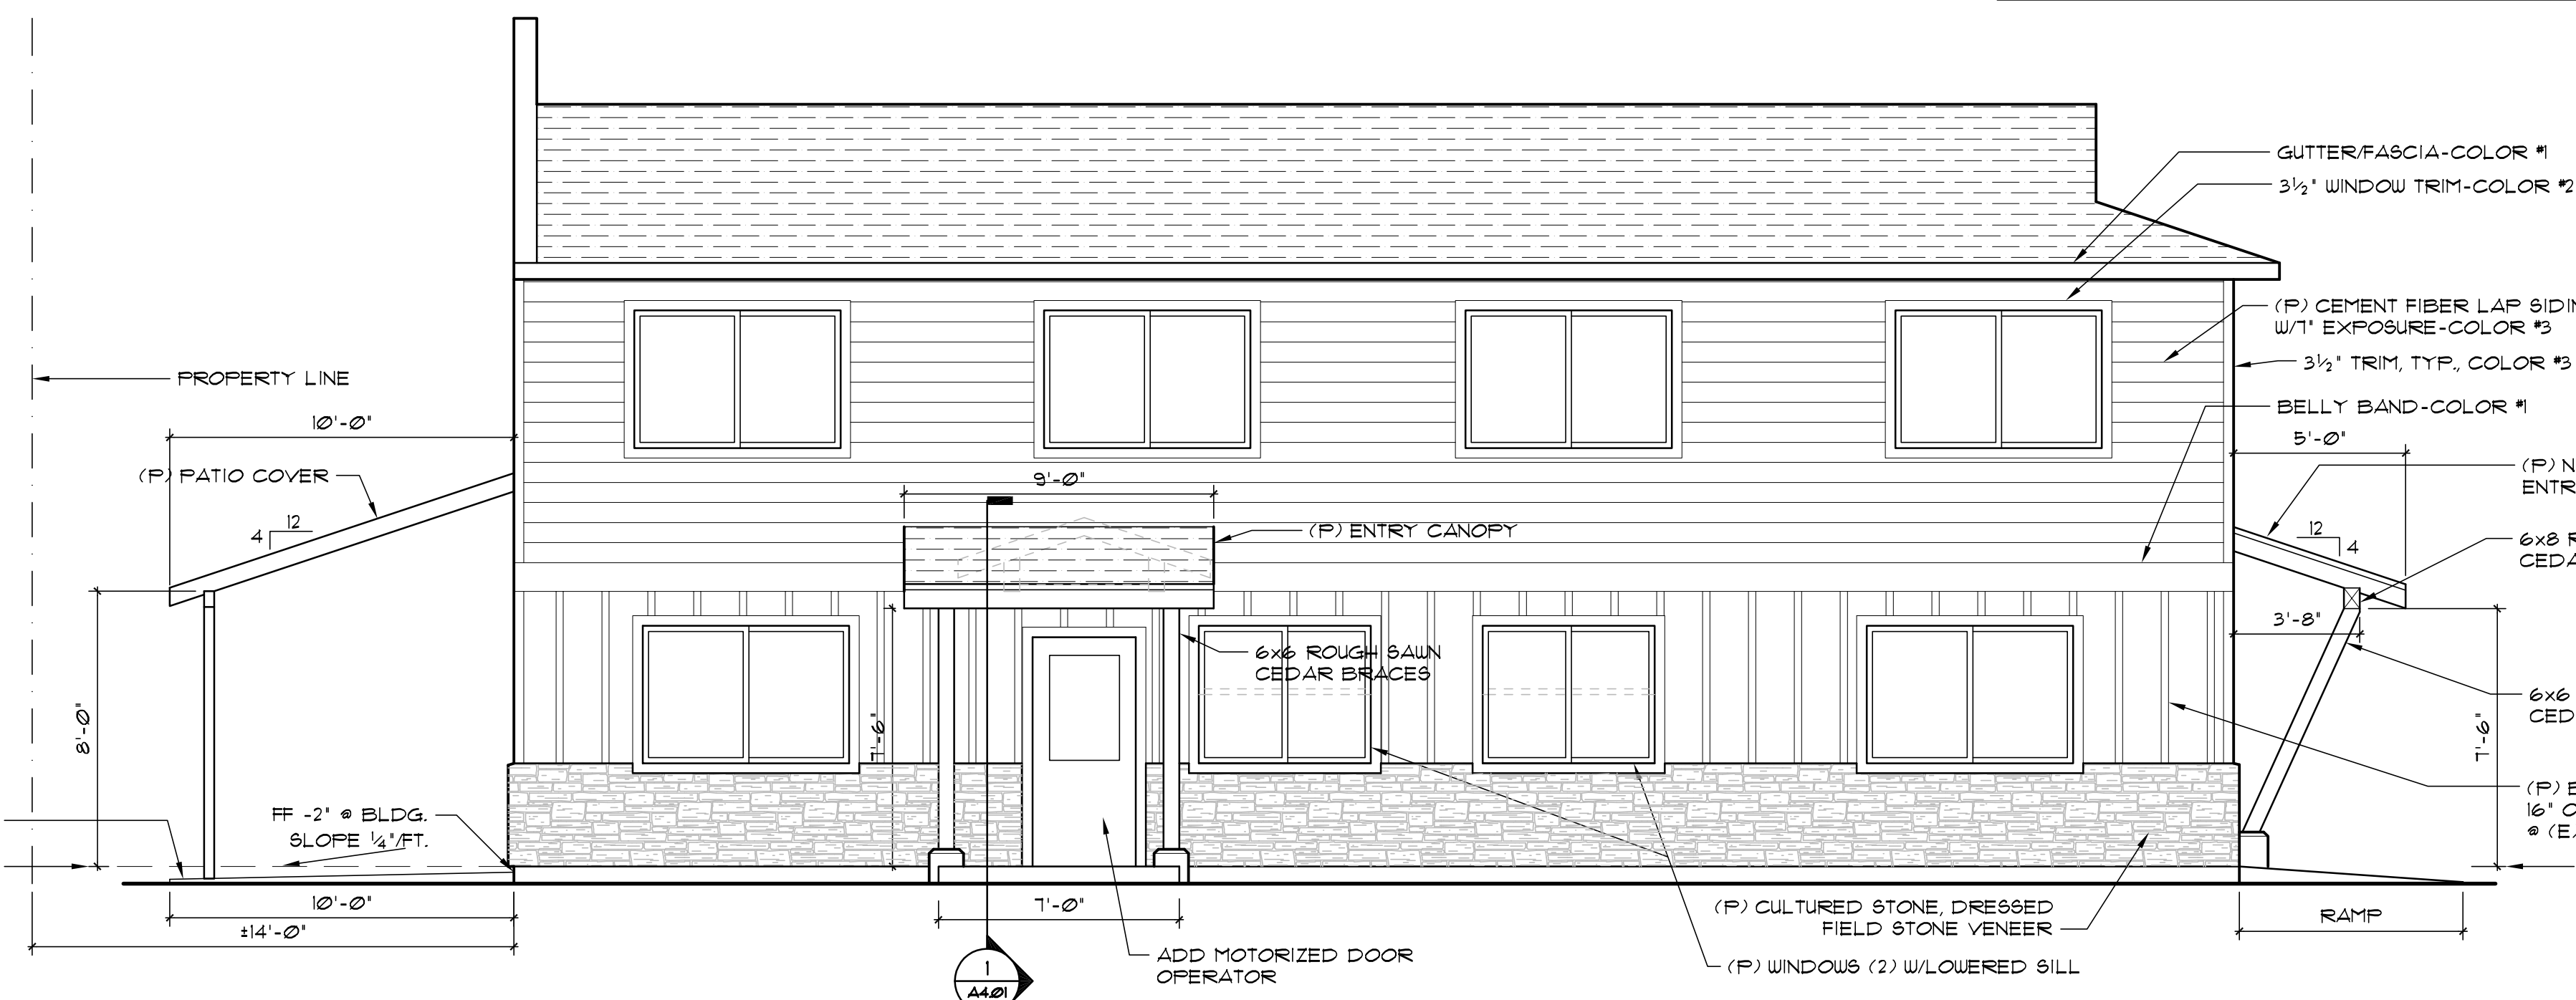 GUTTER/FASCIA-COLOR #1
3½" WINDOW TRIM-COLOR #2
(P) CEMENT FIBER LAP
W/7" EXPOSURE-COLOR #3
3½" TRIM, TYP., COLOR #3
BELLY BAND-COLOR #1
PROPERTY LINE
10'-0"
5'-0"
(P) PATIO COVER
(P)
9'-0"
12
4
(P) ENTRY CANOPY
12
4
6x8
3'-8"
6x6 ROUGH SAWN
CEDAR BRACES
6x6
8'-0"
7'-6"
7'-6"
(P)
16"
@
FF -2" @ BLDG.
SLOPE ¼"/FT.
10'-0"
±14'-0"
7'-0"
(P) CULTURED STONE, DRESSED
FIELD STONE VENEER
RAMP
ADD MOTORIZED DOOR
OPERATOR
(P) WINDOWS (2) W/LOWERED SILL
1
A4.01